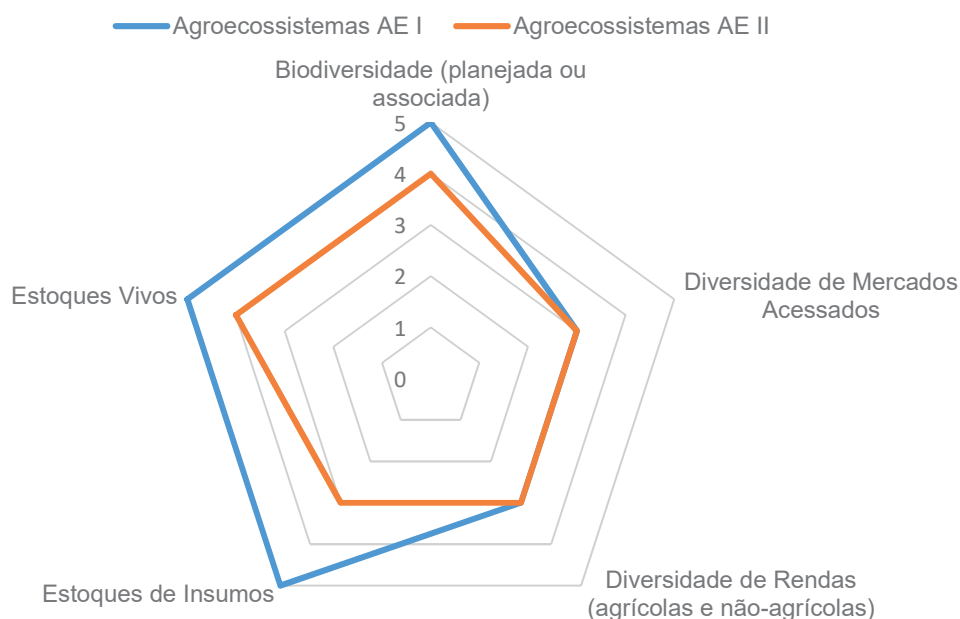 Agroecossistemas AE I
Agroecossistemas AE II
Biodiversidade (planejada ou
associada)
5
4
3
2
1
0
Diversidade de Mercados
Acessados
Diversidade de Rendas
(agrícolas e não-agrícolas)
Estoques de Insumos
Estoques Vivos